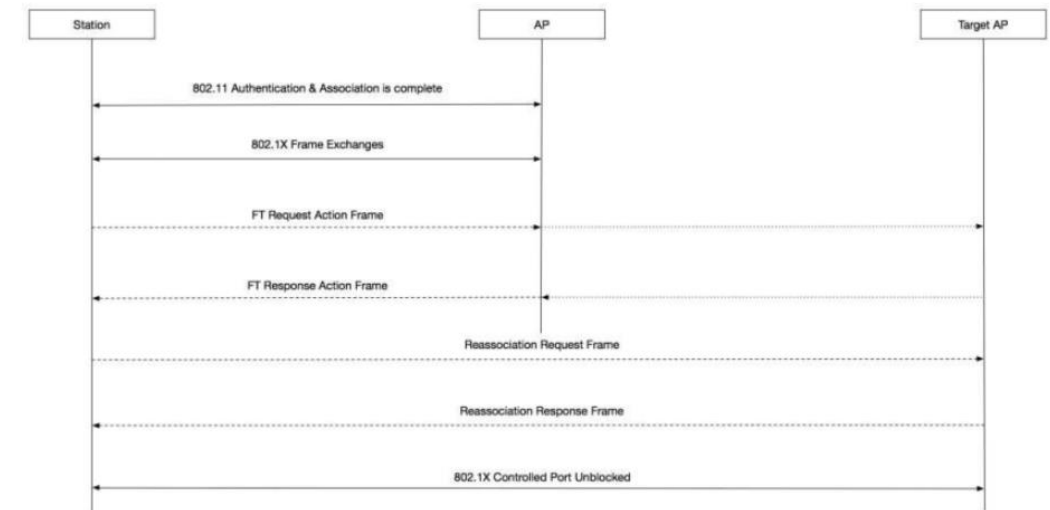 Station
AP
Target AP
802.11 Authentication & Association is complete
802.1X Frame Exchanges
FT Request Action Frame
FT Response Action Frame
Reassociation Request Frame
Reassociation Response Frame
802.1X Controlled Port Unblocked